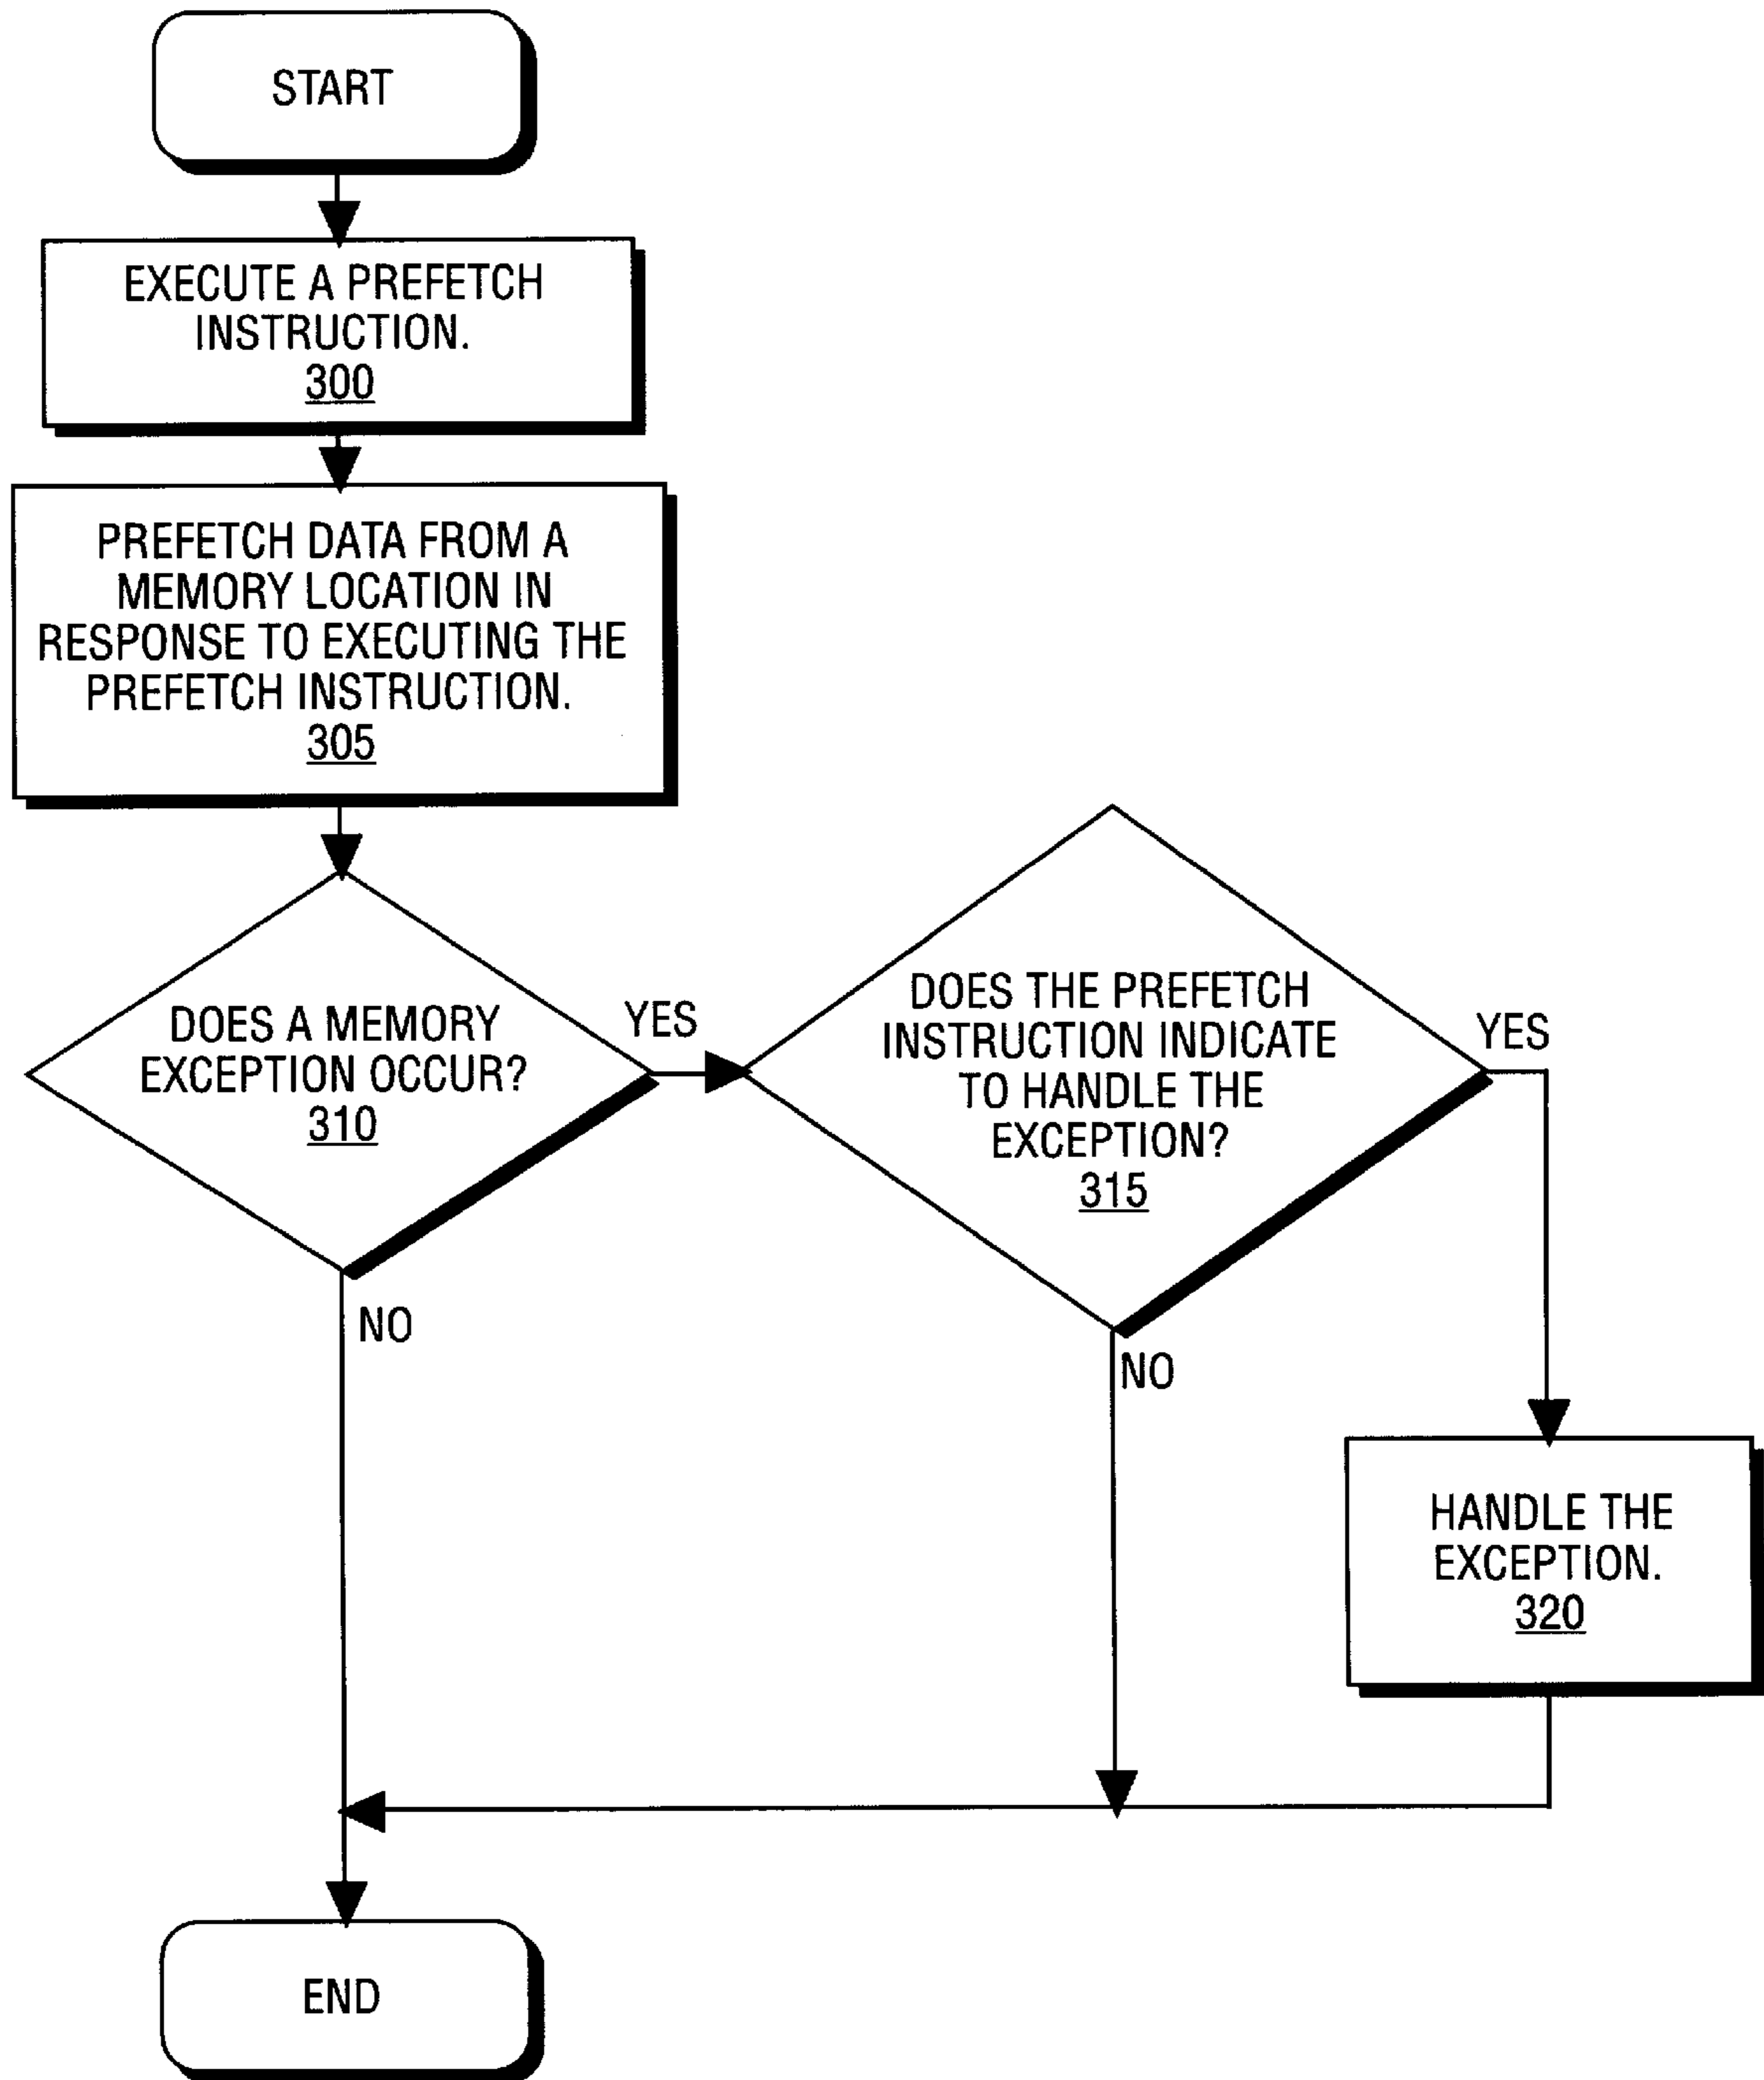 START
EXECUTE A PREFETCH
INSTRUCTION.
300
PREFETCH DATA FROM A
MEMORY LOCATION IN
RESPONSE TO EXECUTING THE
PREFETCH INSTRUCTION.
305
DOES A MEMORY
EXCEPTION OCCUR?
310
YES
NO
DOES THE PREFETCH
INSTRUCTION INDICATE
TO HANDLE THE
EXCEPTION?
315
YES
NO
HANDLE THE
EXCEPTION.
320
END